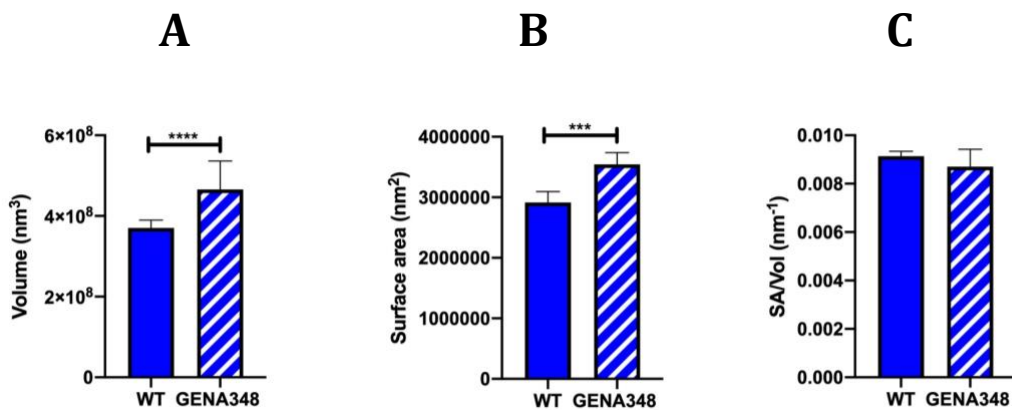 A
B
C
Volume (nm³)
6×10⁸
4×10⁸
2×10⁸
0
****
WT GENA348
Surface area (nm²)
4000000
3000000
2000000
1000000
0
***
WT GENA348
SA/Vol (nm⁻¹)
0.010
0.008
0.006
0.004
0.002
0.000
WT GENA348